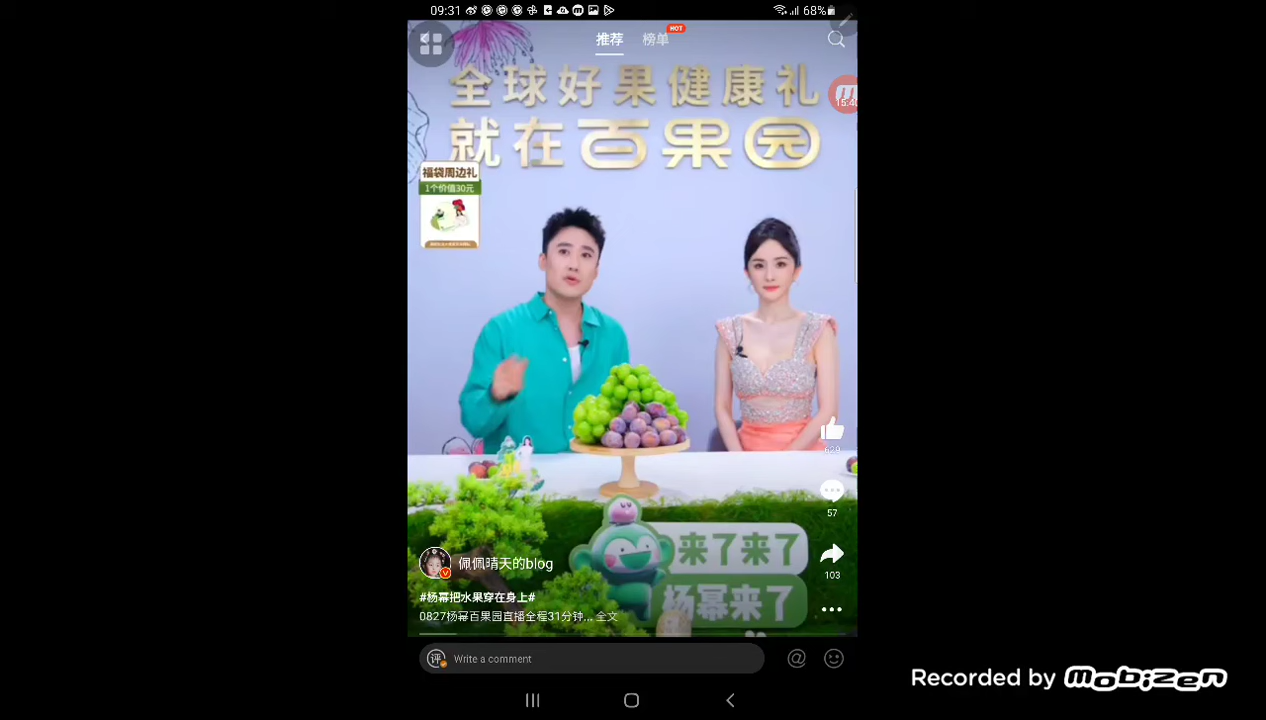 09:31
68%
推荐
榜单
HOT
全球好果健康礼
就在百果园
15:40
福袋周边礼
1个价值30元
629
57
103
来了来了
杨幂来了
佩佩晴天的blog
#杨幂把水果穿在身上#
0827杨幂百果园直播全程31分钟... 全文
评
Write a comment
Recorded by mobizen